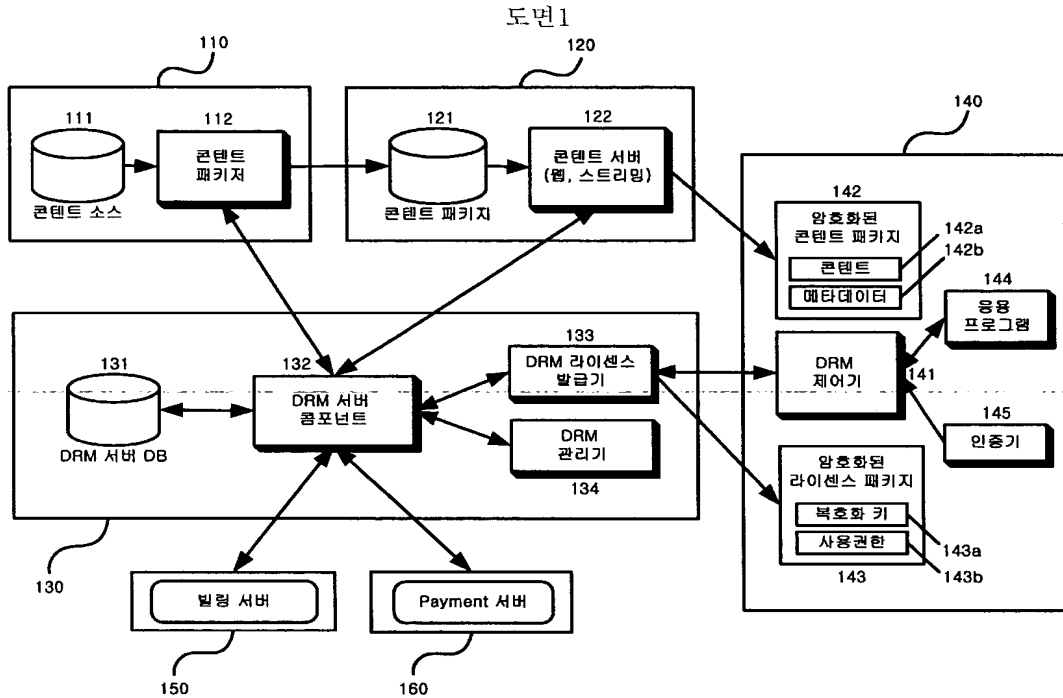 도면1
110
120
140
111
112
콘텐트
패키저
콘텐트 소스
121
122
콘텐트 서버
(웹, 스트리밍)
콘텐트 패키지
142
암호화된
콘텐트 패키지
콘텐트
메타데이터
142a
142b
144
응용
프로그램
DRM
제어기
141
145
인증기
암호화된
라이센스 패키지
복호화 키
사용권한
143
143a
143b
131
DRM 서버 DB
132
DRM 서버
콤포넌트
133
DRM 라이센스
발급기
DRM
관리기
134
130
빌링 서버
150
Payment 서버
160